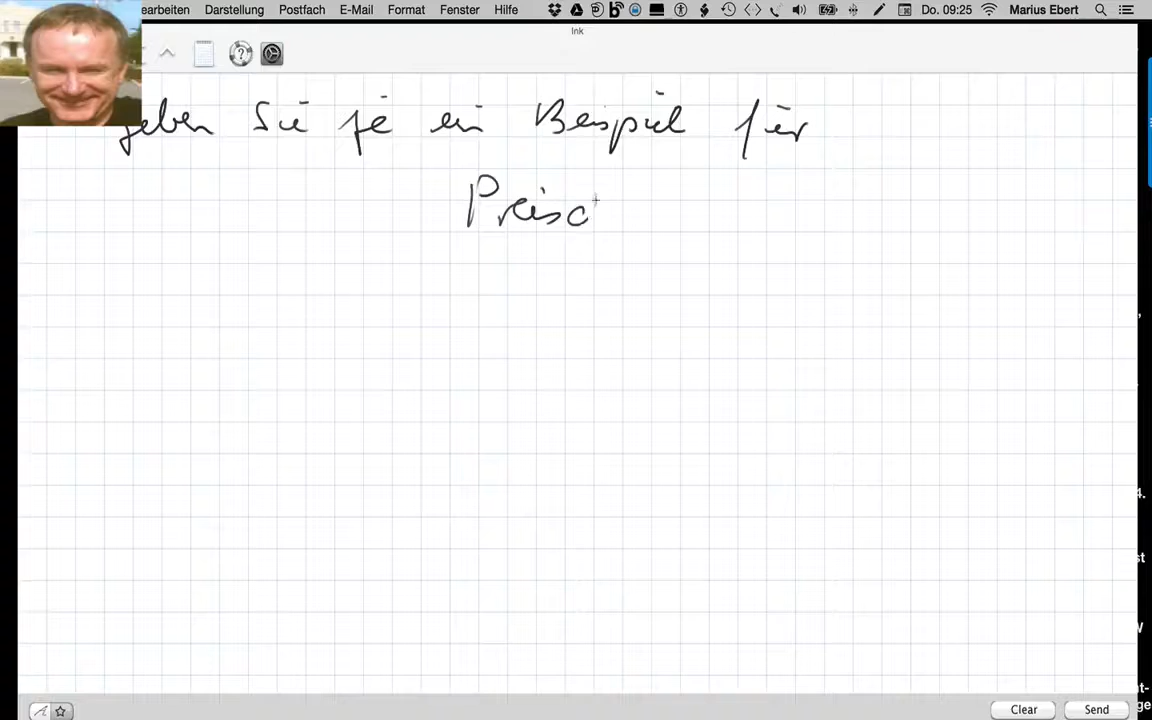 earbeiten Darstellung Postfach E-Mail Format Fenster Hilfe Do. 09:25 Marius Ebert
Ink
geben Sie je ein Beispiel für
Preisc
Clear Send